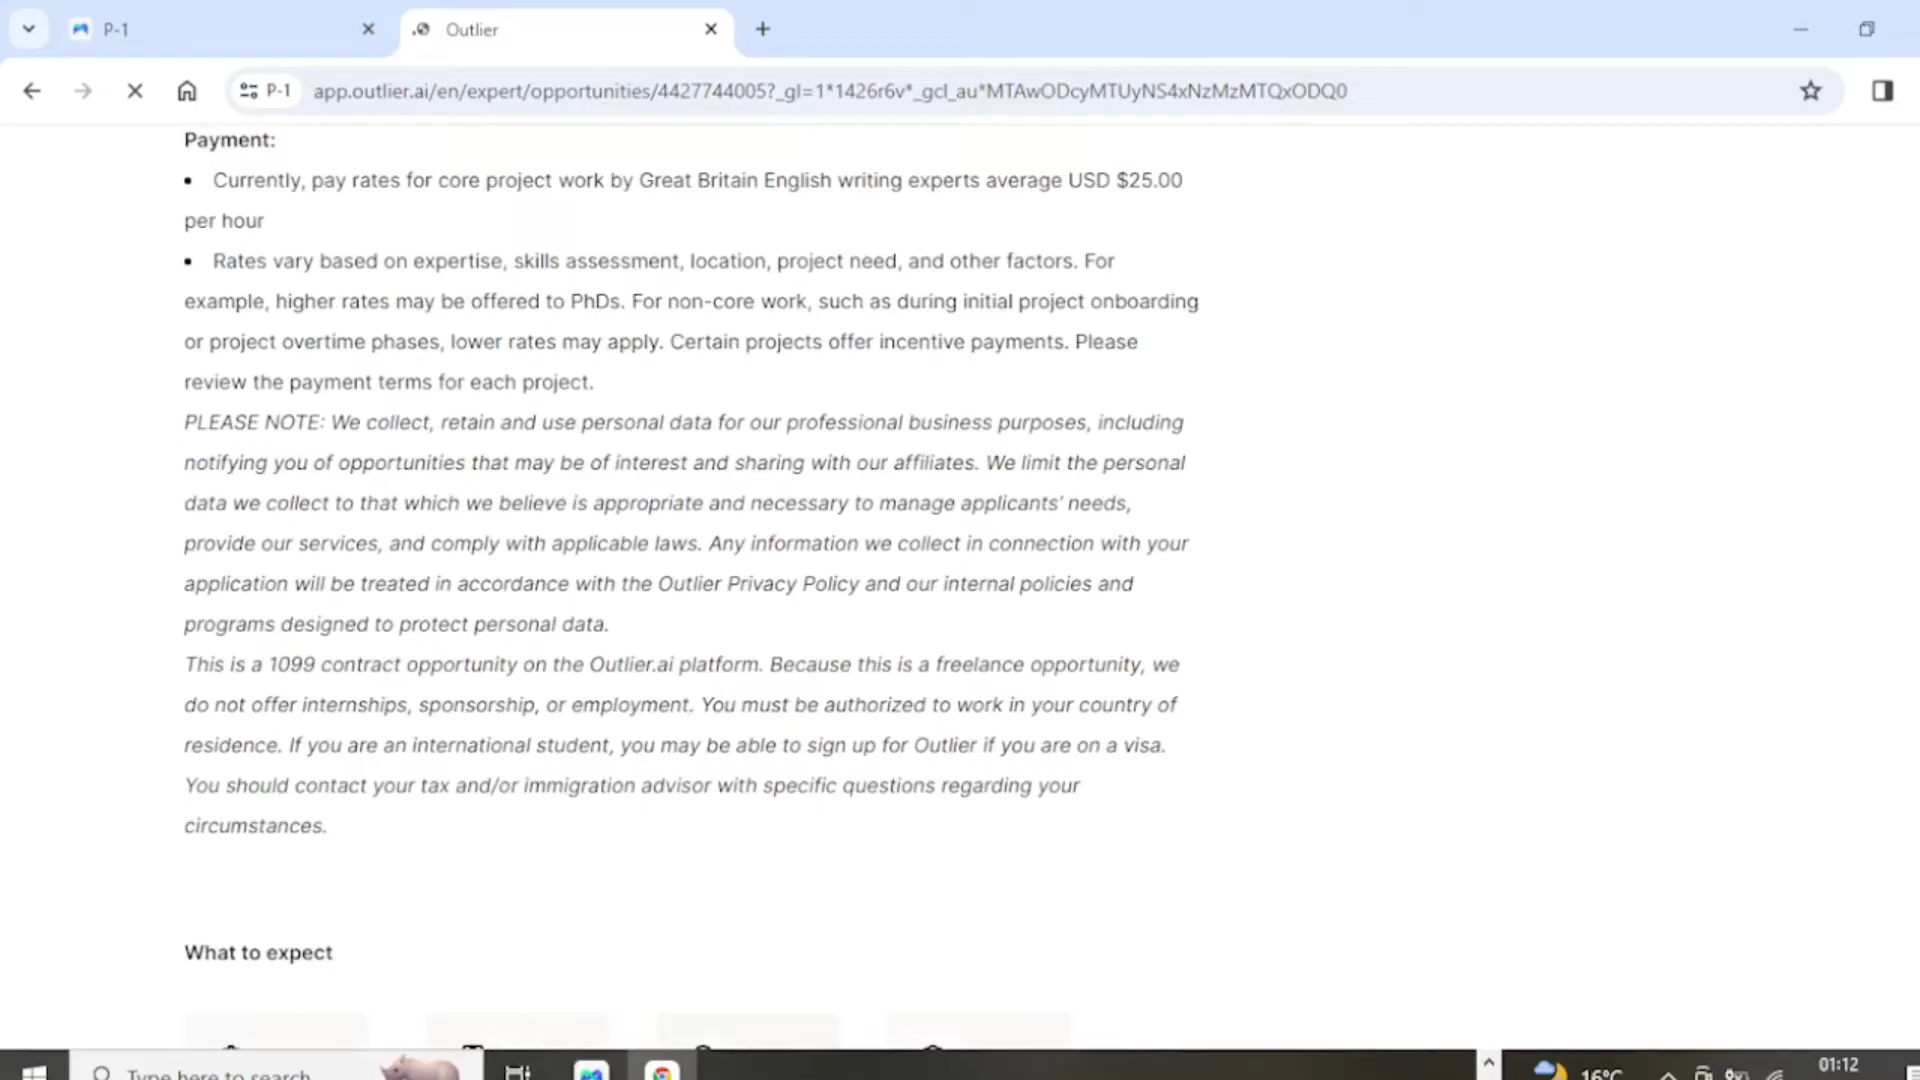 P-1
Outlier
P-1
app.outlier.ai/en/expert/opportunities/4427744005?_gl=1*1426r6v*_gcl_au*MTAwODcyMTUyNS4xNzMzMTQxODQ0
Payment:
• Currently, pay rates for core project work by Great Britain English writing experts average USD $25.00
per hour
• Rates vary based on expertise, skills assessment, location, project need, and other factors. For
example, higher rates may be offered to PhDs. For non-core work, such as during initial project onboarding
or project overtime phases, lower rates may apply. Certain projects offer incentive payments. Please
review the payment terms for each project.
PLEASE NOTE: We collect, retain and use personal data for our professional business purposes, including
notifying you of opportunities that may be of interest and sharing with our affiliates. We limit the personal
data we collect to that which we believe is appropriate and necessary to manage applicants' needs,
provide our services, and comply with applicable laws. Any information we collect in connection with your
application will be treated in accordance with the Outlier Privacy Policy and our internal policies and
programs designed to protect personal data.
This is a 1099 contract opportunity on the Outlier.ai platform. Because this is a freelance opportunity, we
do not offer internships, sponsorship, or employment. You must be authorized to work in your country of
residence. If you are an international student, you may be able to sign up for Outlier if you are on a visa.
You should contact your tax and/or immigration advisor with specific questions regarding your
circumstances.
What to expect
Type here to search
16°C
01:12